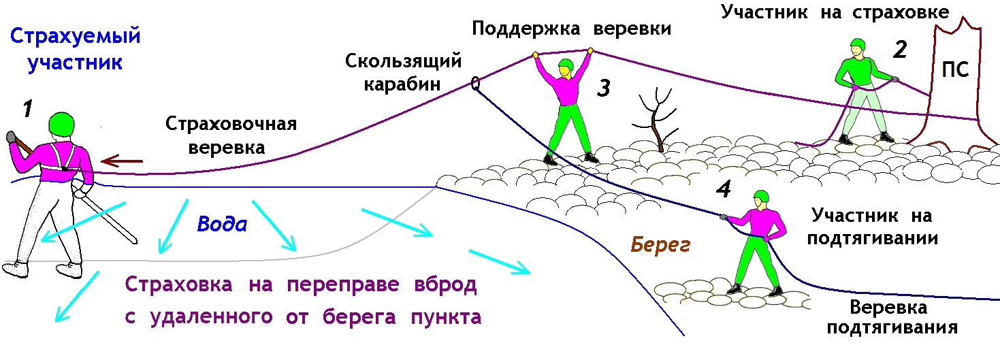 Страхуемый
участник
1
Страховочная
веревка
Скользящий
карабин
Поддержка веревки
3
Участник на страховке
2
ПС
Вода
Берег
4
Участник на
подтягивании
Веревка
подтягивания
Страховка на переправе вброд
с удаленного от берега пункта